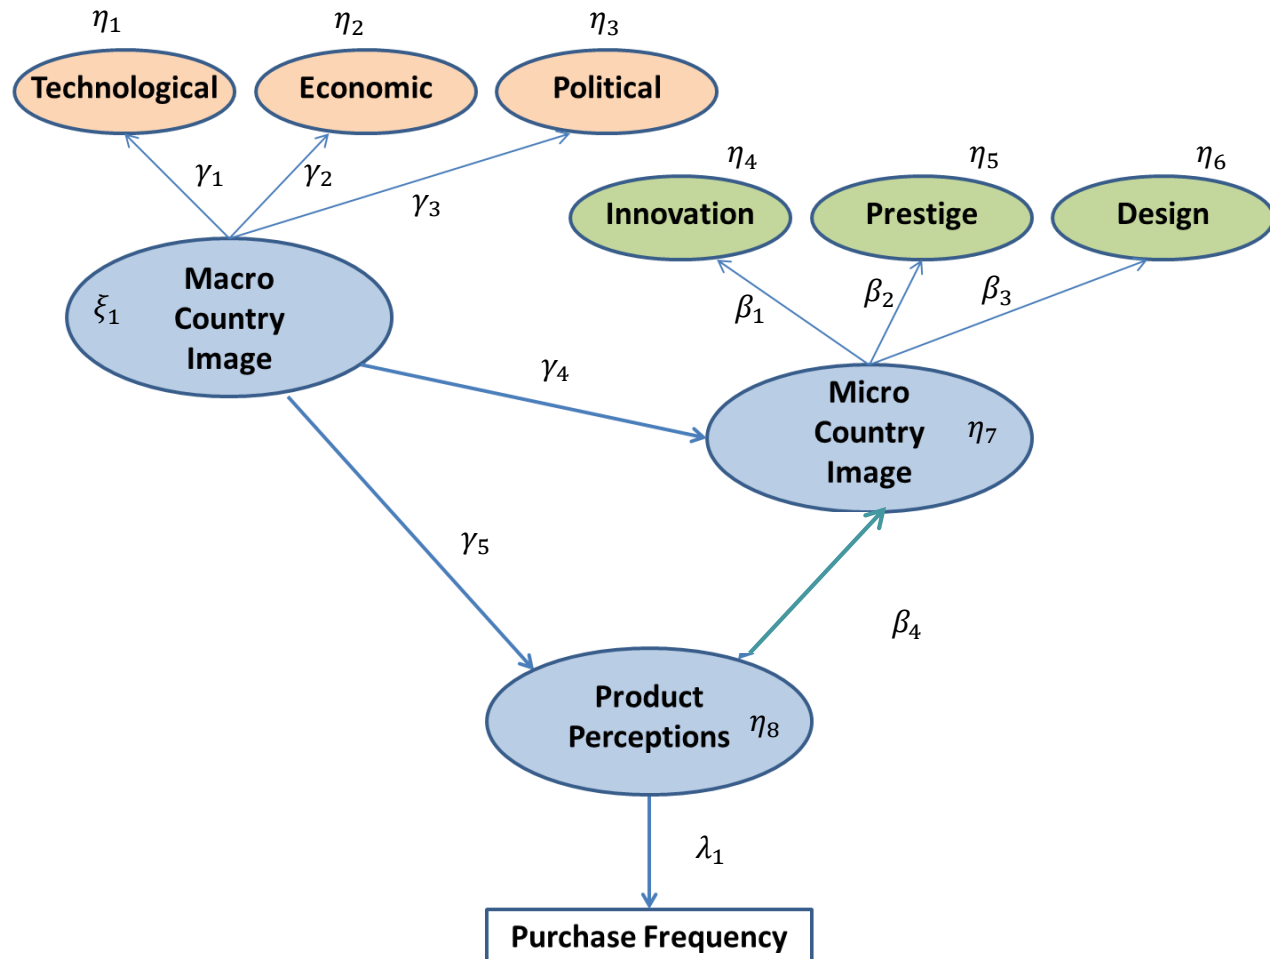 η1
η2
η3
Technological
Economic
Political
γ1
γ2
γ3
η4
η5
η6
Innovation
Prestige
Design
β1
β2
β3
ξ1
Macro
Country
Image
γ4
Micro
Country
Image
η7
γ5
β4
Product
Perceptions
η8
λ1
Purchase Frequency